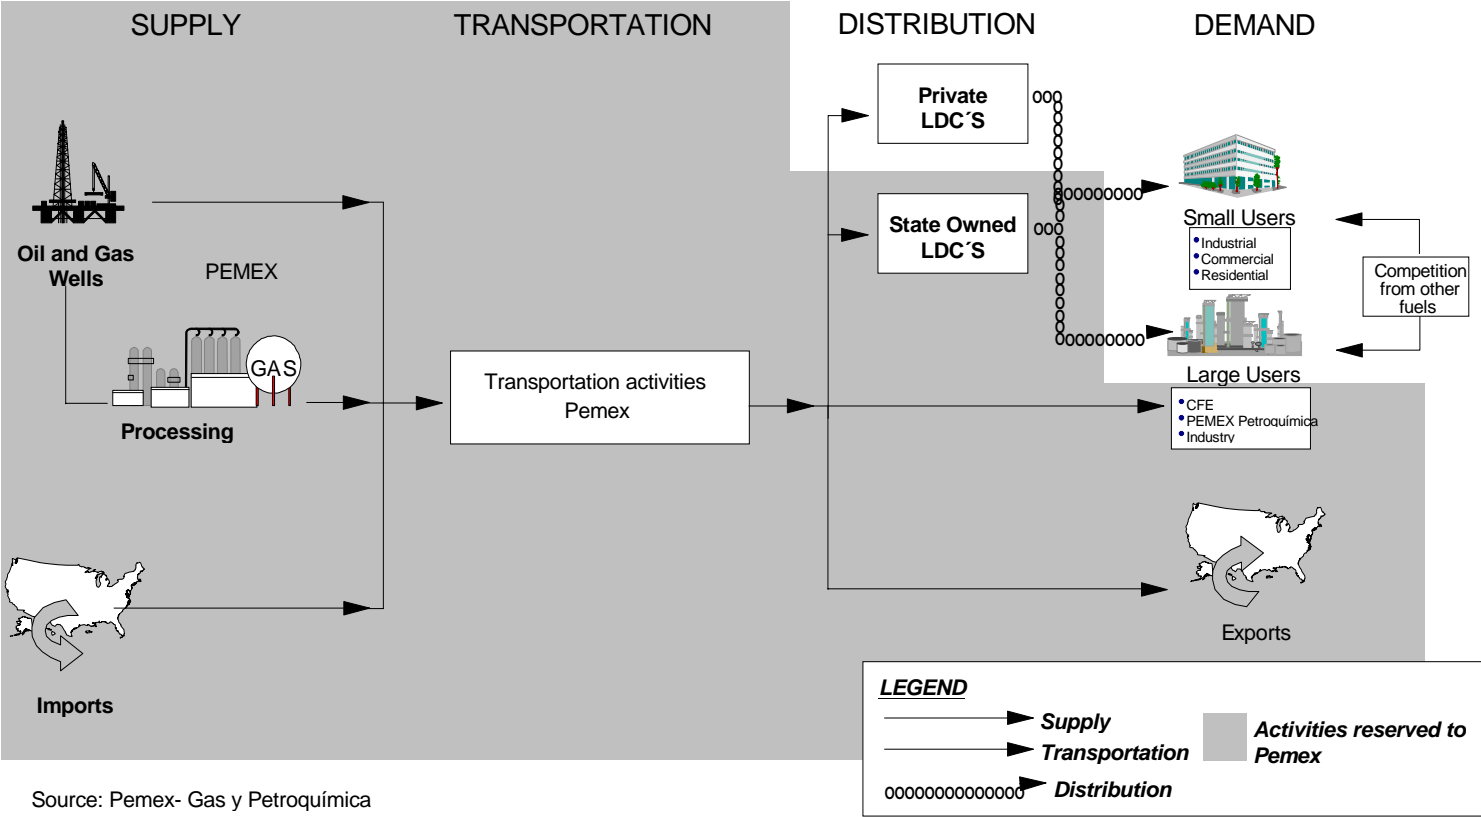 SUPPLY
TRANSPORTATION
DISTRIBUTION
DEMAND
Private
LDC´S
State Owned
LDC´S
Oil and Gas
Wells
PEMEX
GAS
Processing
Imports
Transportation activities
Pemex
Small Users
Industrial
Commercial
Residential
Competition
from other
fuels
Large Users
CFE
PEMEX Petroquímica
Industry
Exports
LEGEND
Supply
Transportation
Distribution
Activities reserved to
Pemex
Source: Pemex- Gas y Petroquímica